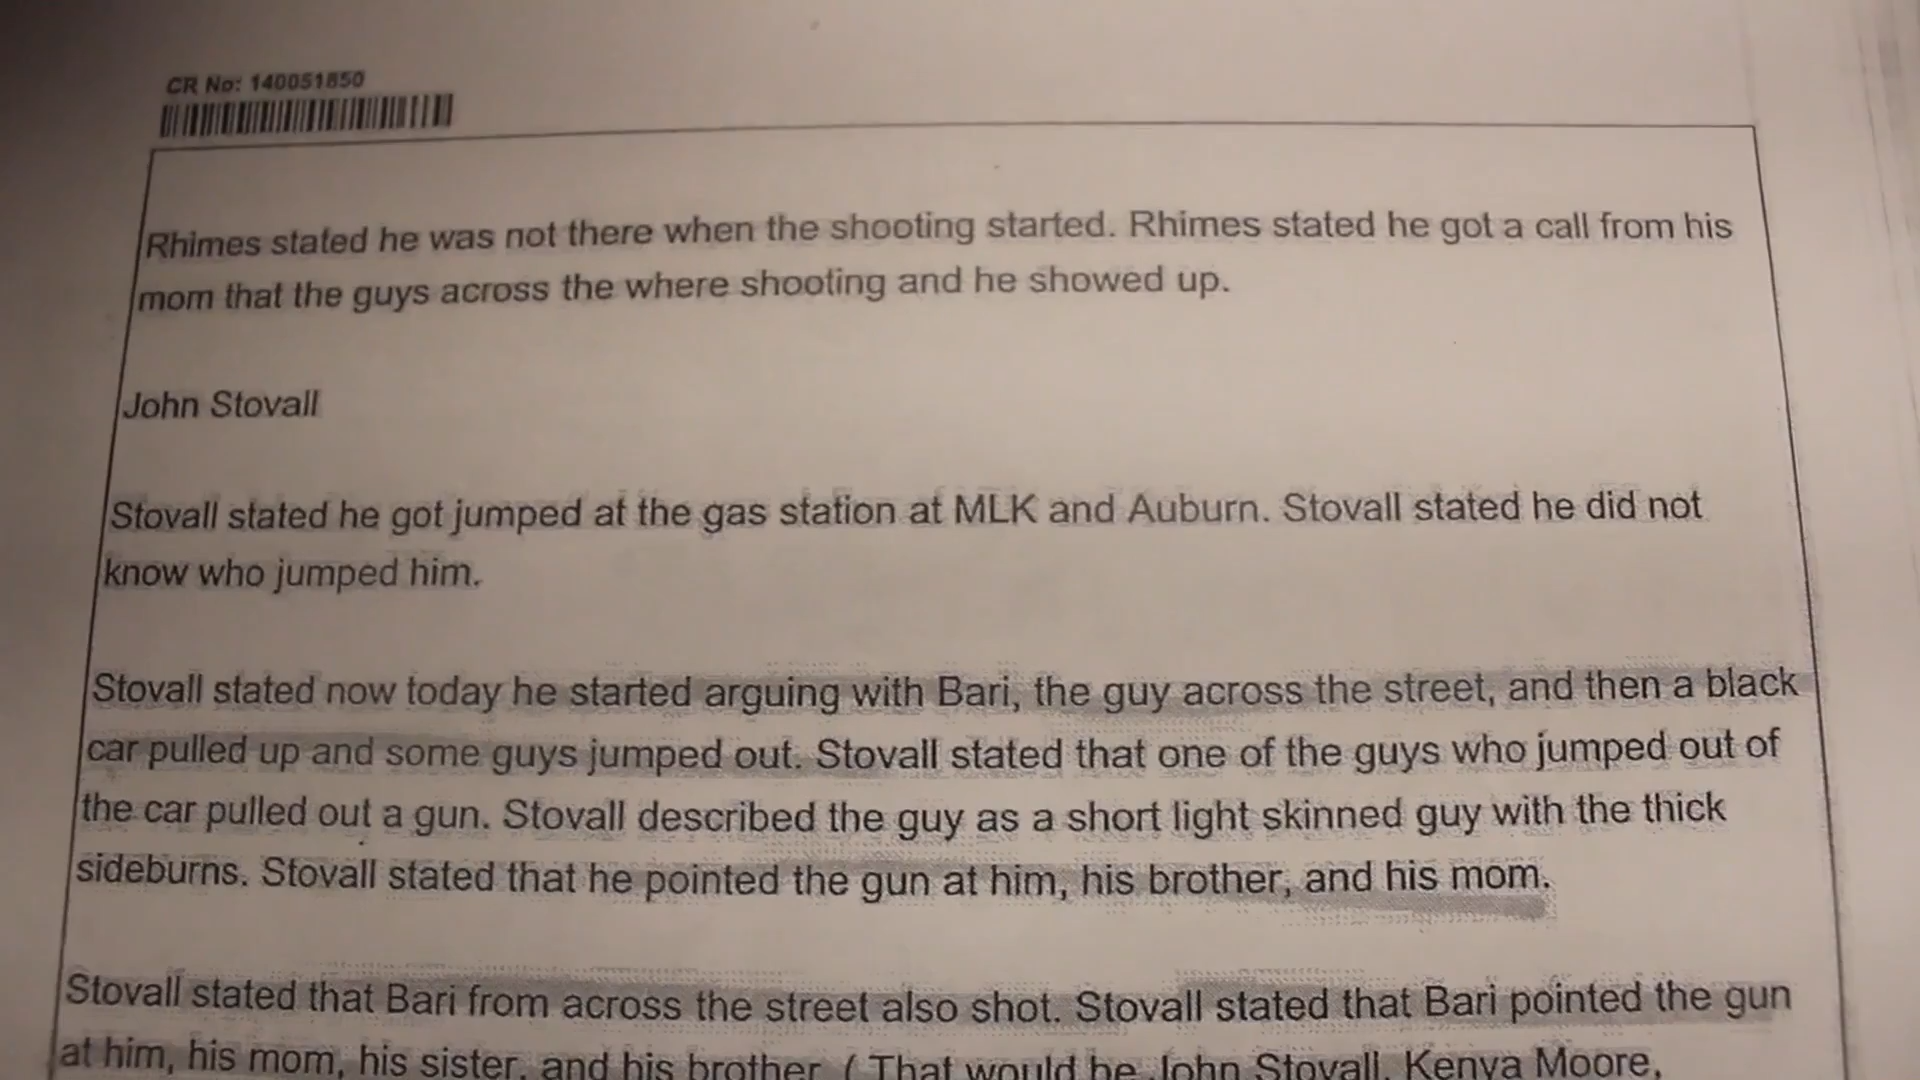 CR No: 140051850
Rhimes stated he was not there when the shooting started. Rhimes stated he got a call from his
mom that the guys across the where shooting and he showed up.
John Stovall
Stovall stated he got jumped at the gas station at MLK and Auburn. Stovall stated he did not
know who jumped him.
Stovall stated now today he started arguing with Bari, the guy across the street, and then a black
car pulled up and some guys jumped out. Stovall stated that one of the guys who jumped out of
the car pulled out a gun. Stovall described the guy as a short light skinned guy with the thick
sideburns. Stovall stated that he pointed the gun at him, his brother, and his mom.
Stovall stated that Bari from across the street also shot. Stovall stated that Bari pointed the gun
at him, his mom, his sister, and his brother. ( That would be John Stovall, Kenya Moore,